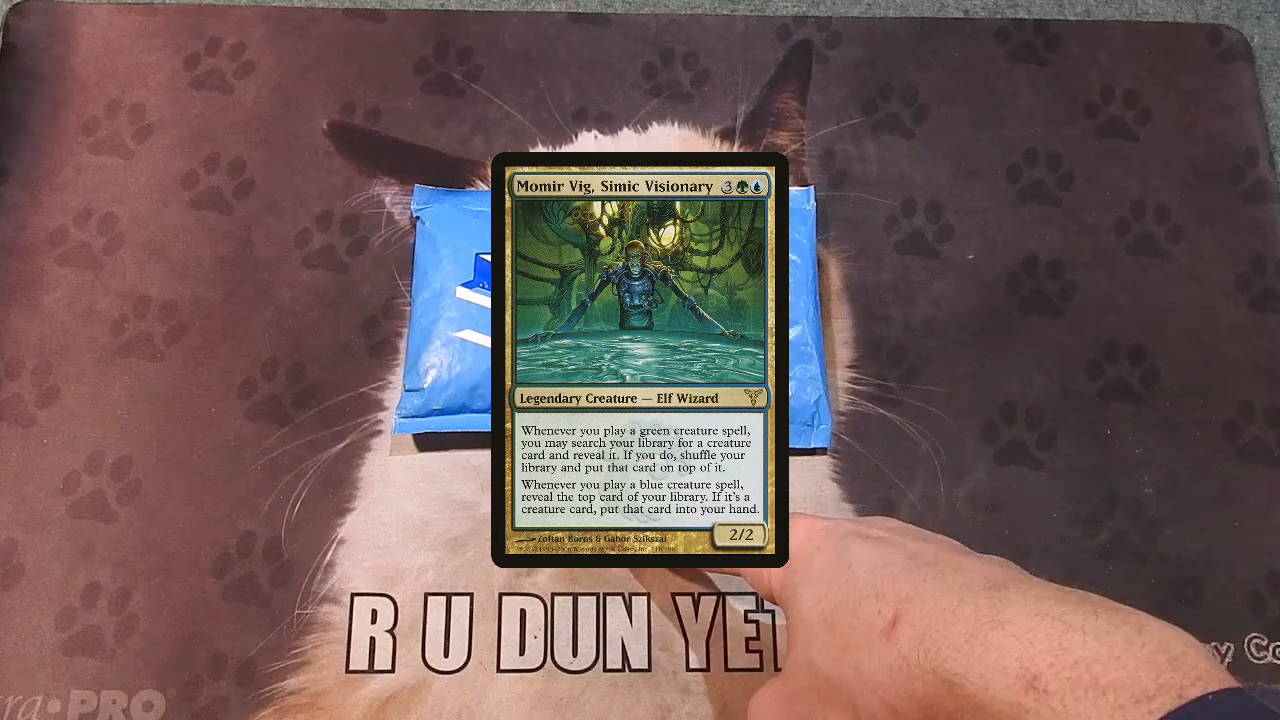 Momir Vig, Simic Visionary 3
Legendary Creature — Elf Wizard
Whenever you play a green creature spell,
you may search your library for a creature
card and reveal it. If you do, shuffle your
library and put that card on top of it.
Whenever you play a blue creature spell,
reveal the top card of your library. If it's a
creature card, put that card into your hand.
2/2
Zoltan Boros & Gabor Szikszai
R U DUN YET
ra•PRO